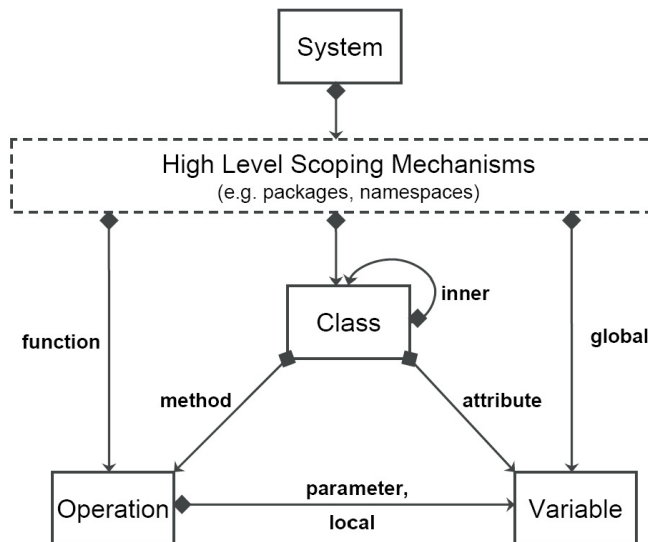 System
High Level Scoping Mechanisms
(e.g. packages, namespaces)
inner
Class
function
global
method
attribute
parameter,
Operation
Variable
local